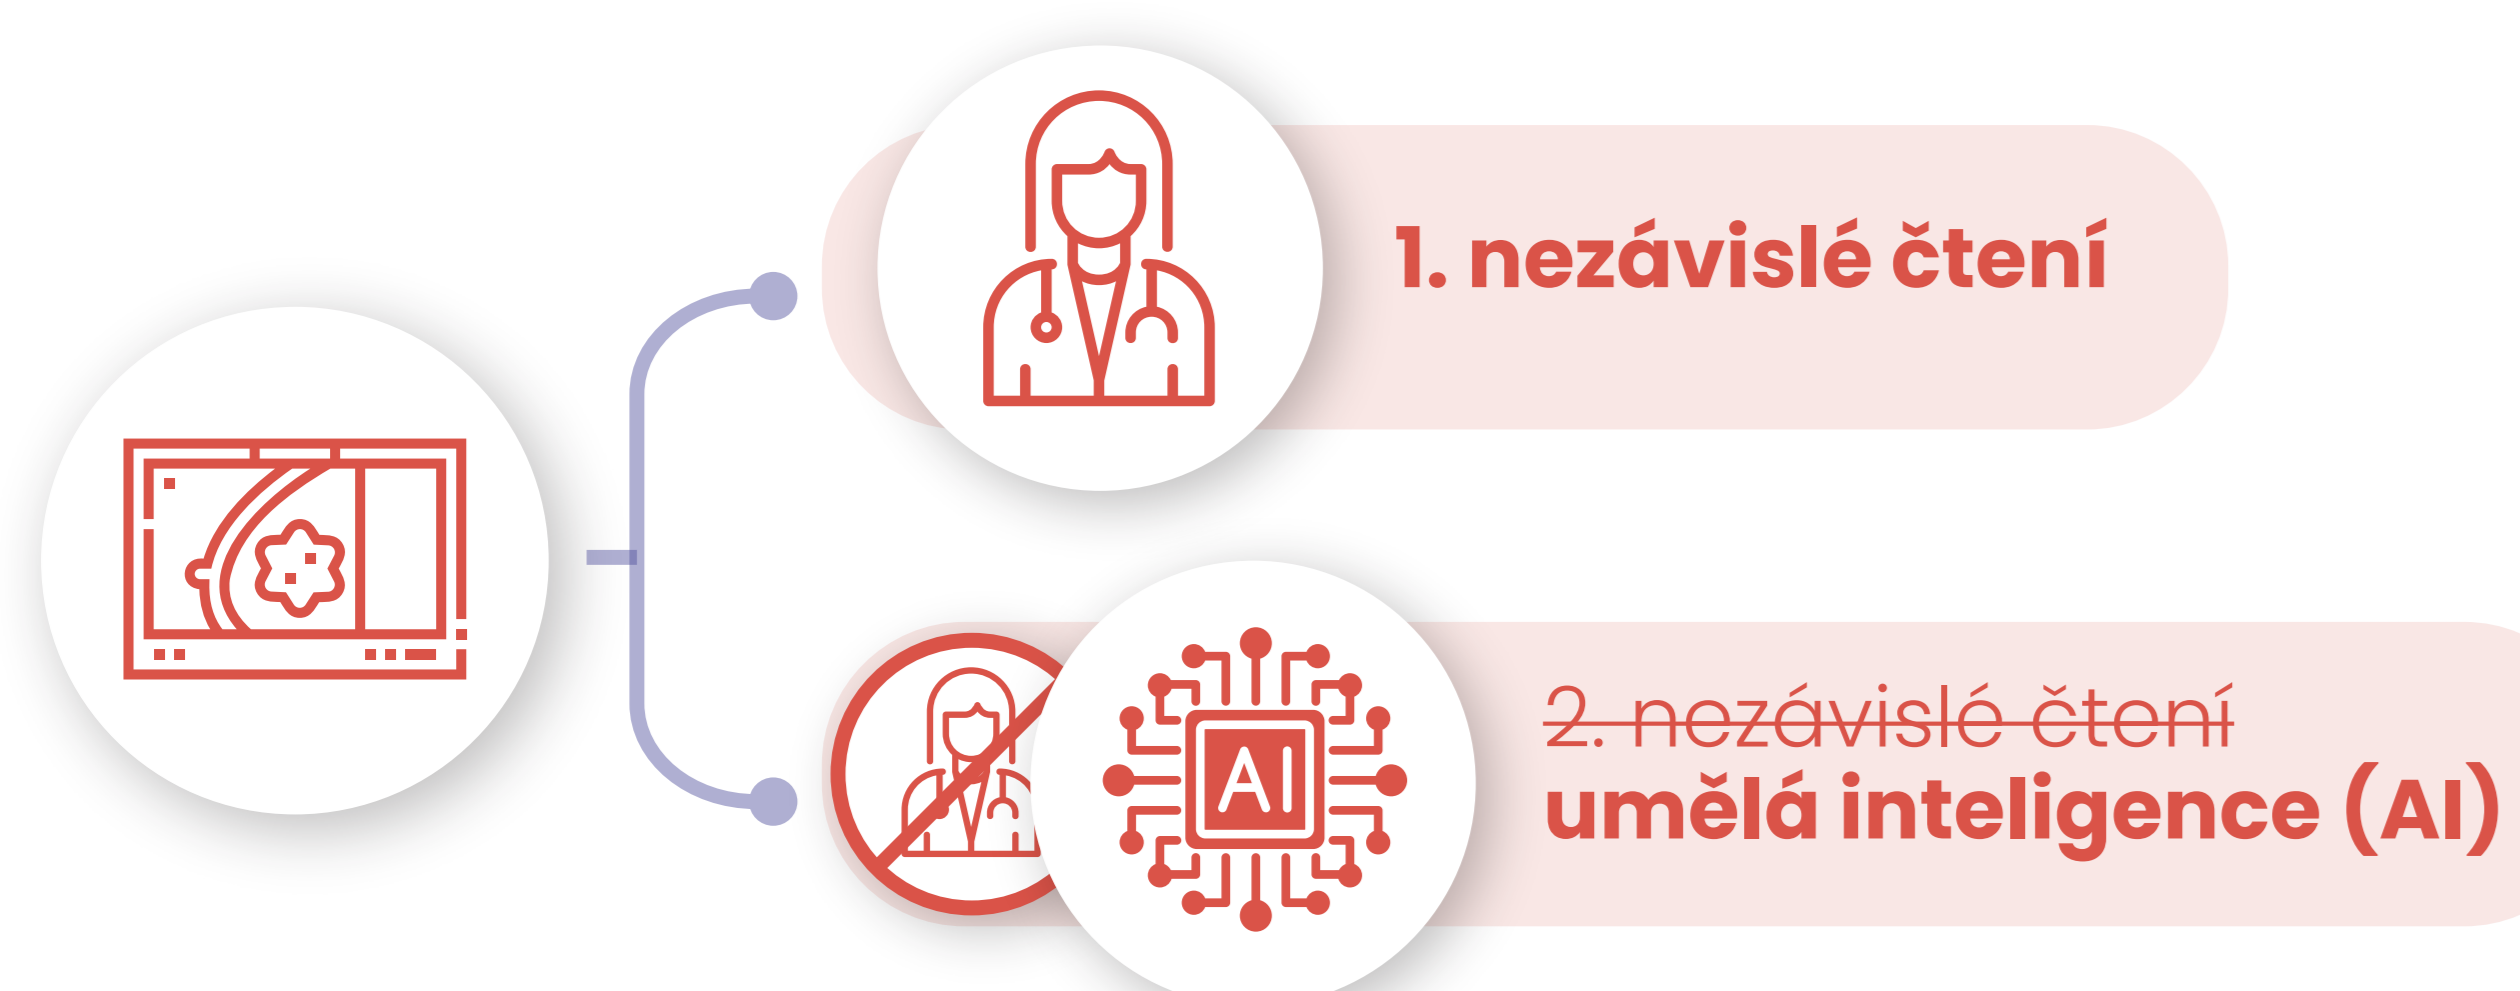 1. nezávislé čtení
2. nezávislé čtení
umělá inteligence (AI)
AI